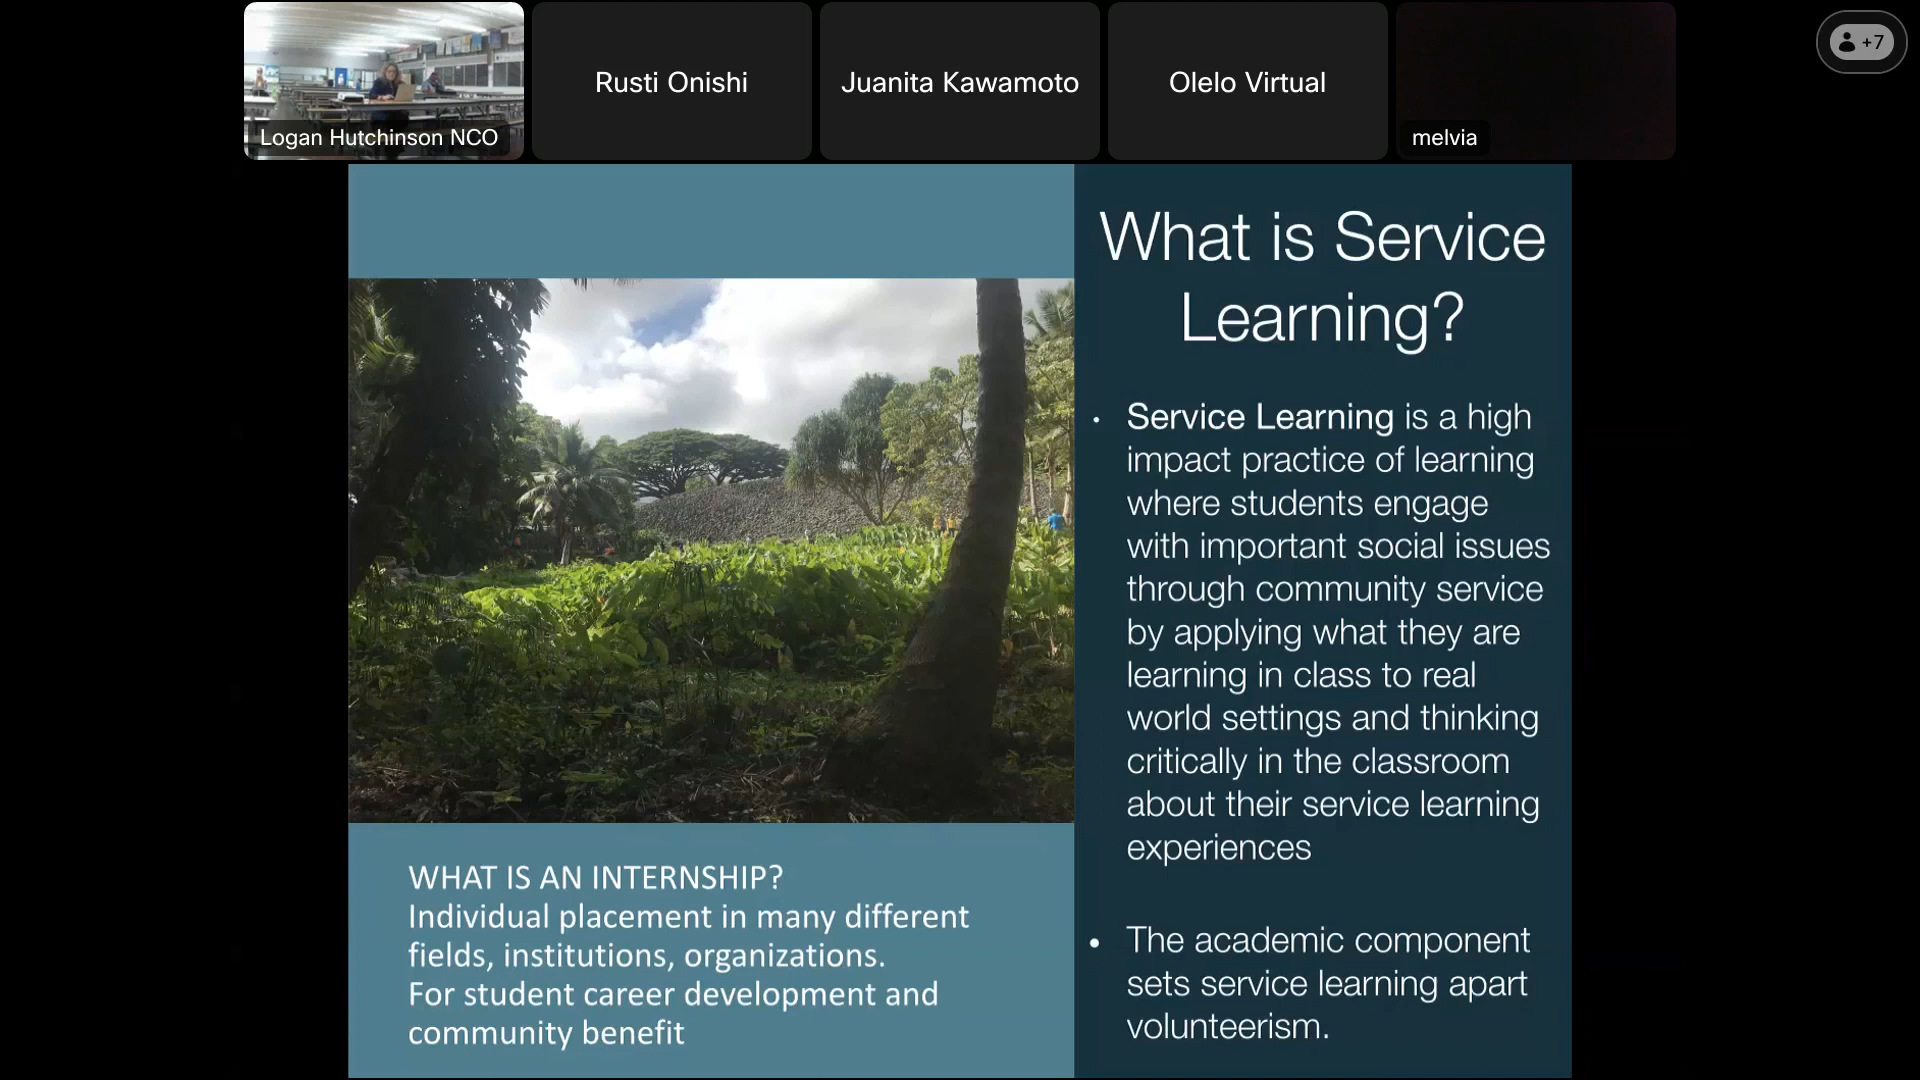 Logan Hutchinson NCO
Rusti Onishi
Juanita Kawamoto
Olelo Virtual
melvia
+7
What is Service
Learning?
• Service Learning is a high
impact practice of learning
where students engage
with important social issues
through community service
by applying what they are
learning in class to real
world settings and thinking
critically in the classroom
about their service learning
experiences
• The academic component
sets service learning apart
volunteerism.
WHAT IS AN INTERNSHIP?
Individual placement in many different
fields, institutions, organizations.
For student career development and
community benefit